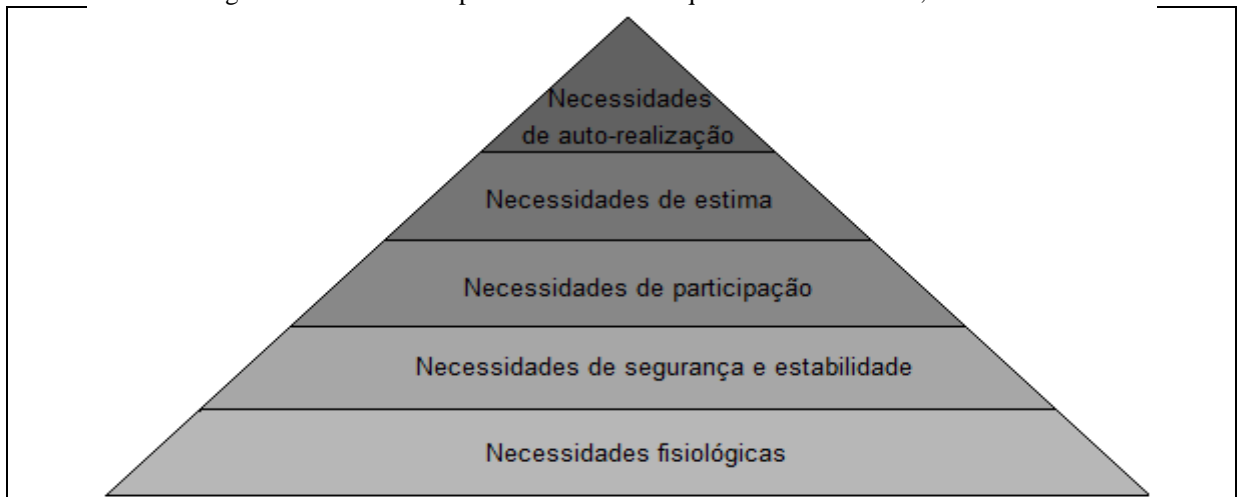 Necessidades
de auto-realização
Necessidades de estima
Necessidades de participação
Necessidades de segurança e estabilidade
Necessidades fisiológicas